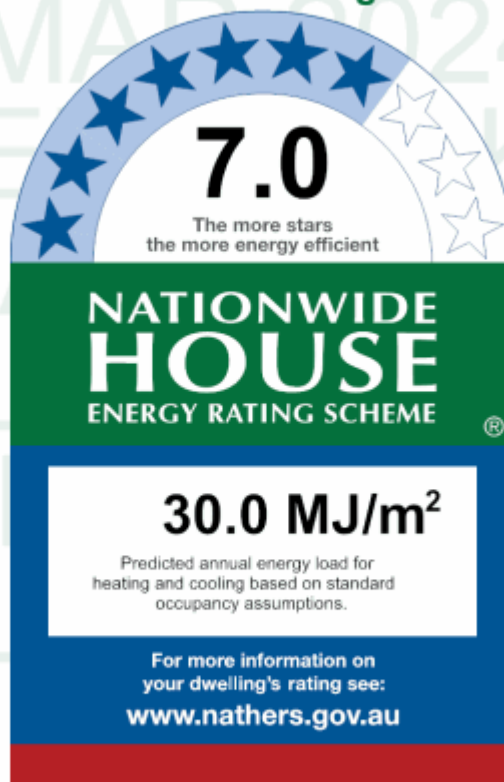 7.0
The more stars
the more energy efficient
NATIONWIDE
HOUSE
ENERGY RATING SCHEME
®
30.0 MJ/m²
Predicted annual energy load for
heating and cooling based on standard
occupancy assumptions.
For more information on
your dwelling's rating see:
www.nathers.gov.au